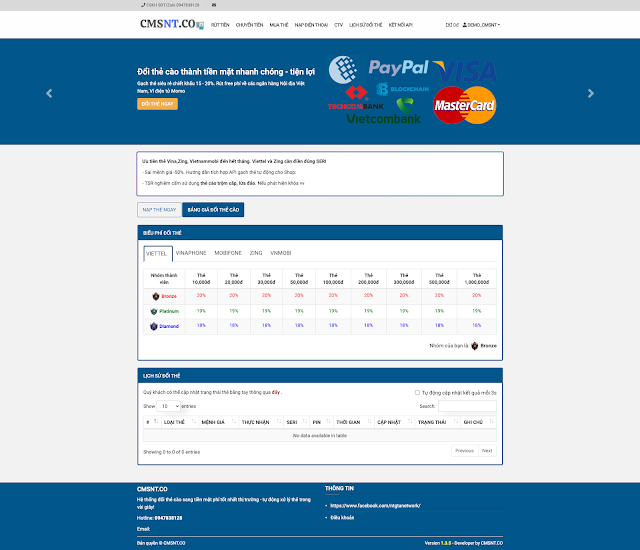 CSKH SĐT/Zalo 0947838128
CMSNT.CO
RÚT TIỀN CHUYỂN TIỀN MUA THẺ NẠP ĐIỆN THOẠI CTV LỊCH SỬ ĐỔI THẺ KẾT NỐI API
DEMO_CMSNT
Đổi thẻ cào thành tiền mặt nhanh chóng - tiện lợi
Gạch thẻ siêu rẻ chiết khấu 15 - 20%. Rút free phí về các ngân hàng Nội địa Việt
Nam, Ví điện tử Momo
ĐỔI THẺ NGAY
PayPal
VISA
BLOCKCHAIN
TECHCOMBANK
Vietcombank
MasterCard
Ưu tiên thẻ Vina,Zing, Vietnammobi đến hết tháng. Viettel và Zing cần điền đúng SERI
- Sai mệnh giá -50%. Hướng dẫn tích hợp API gạch thẻ tự động cho Shop:
- TSR nghiêm cấm sử dụng thẻ cào trộm cắp, lừa đảo. Nếu phát hiện khóa vv
NẠP THẺ NGAY
BẢNG GIÁ ĐỔI THẺ CÀO
BIỂU PHÍ ĐỔI THẺ
VIETTEL VINAPHONE MOBIFONE ZING VNMOBI
Nhóm thành viên Thẻ 10,000đ Thẻ 20,000đ Thẻ 30,000đ Thẻ 50,000đ Thẻ 100,000đ Thẻ 200,000đ Thẻ 300,000đ Thẻ 500,000đ Thẻ 1,000,000đ
Bronze 20% 20% 20% 20% 20% 20% 20% 20% 20%
Platinum 19% 19% 19% 19% 19% 19% 19% 19% 19%
Diamond 18% 18% 18% 18% 18% 18% 18% 18% 18%
Nhóm của bạn là: Bronze
LỊCH SỬ ĐỔI THẺ
Quý khách có thể cập nhật trạng thái thẻ bằng tay thông qua đây .
Tự động cập nhật kết quả mỗi 3s
Show 10 entries
Search:
# LOẠI THẺ MỆNH GIÁ THỰC NHẬN SERI PIN THỜI GIAN CẬP NHẬT TRẠNG THÁI GHI CHÚ
No data available in table
Showing 0 to 0 of 0 entries
Previous Next
CMSNT.CO
Hệ thống đổi thẻ cào sang tiền mặt phí tốt nhất thị trường - tự động xử lý thẻ trong
vài giây!
Hotline: 0947838128
Email:
THÔNG TIN
https://www.facebook.com/ntgtanetwork/
Điều khoản
Bản quyền © CMSNT.CO
Version 1.3.5 - Developer by CMSNT.CO